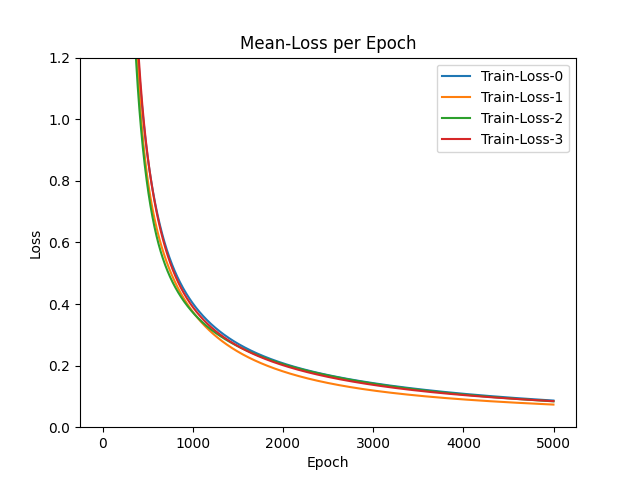 Mean-Loss per Epoch
Train-Loss-0
Train-Loss-1
Train-Loss-2
Train-Loss-3
1.2
1.0
0.8
0.6
0.4
0.2
0.0
Loss
0 1000 2000 3000 4000 5000
Epoch